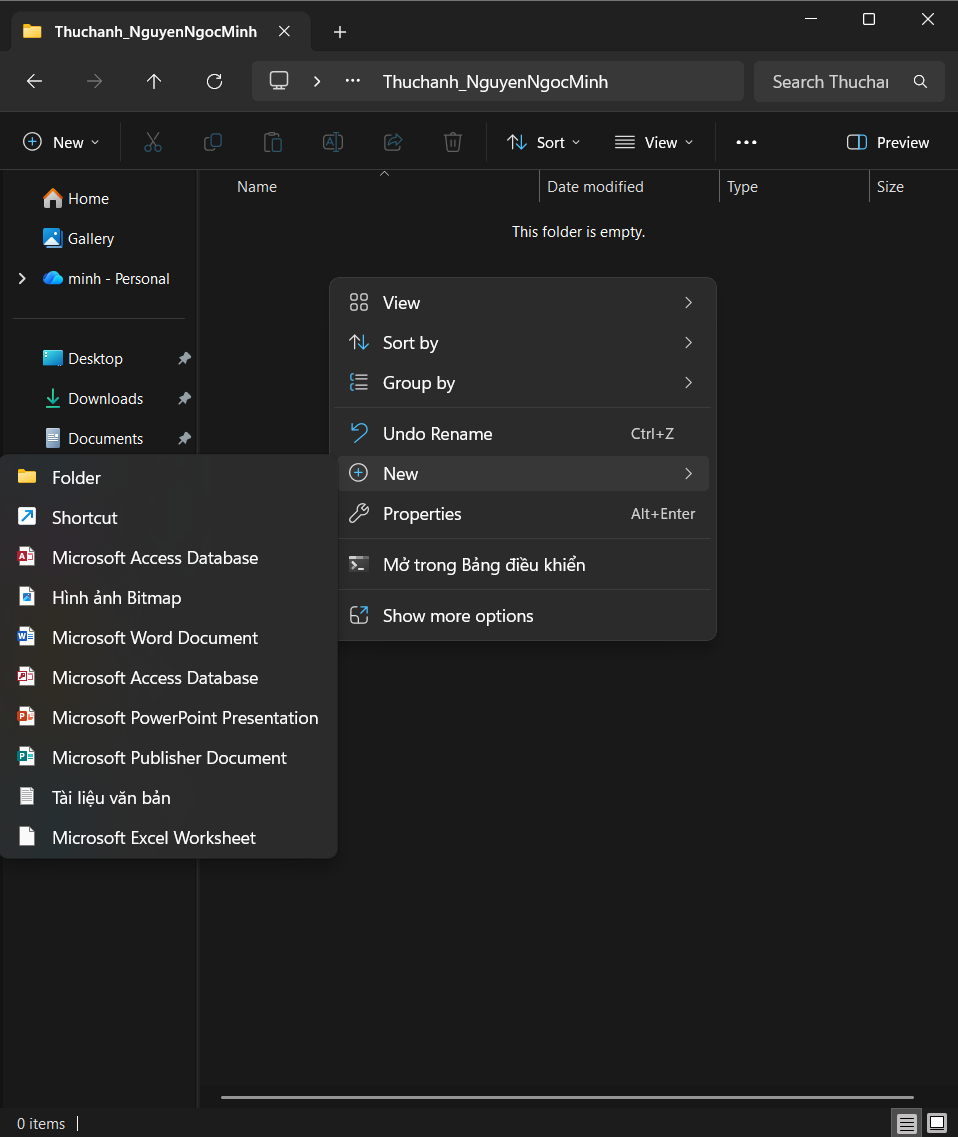 Thuchanh_NguyenNgocMinh
Thuchanh_NguyenNgocMinh
Search Thuchar
New
Sort
View
Preview
Name
Date modified
Type
Size
This folder is empty.
Home
Gallery
minh - Personal
Desktop
Downloads
Documents
View
Sort by
Group by
Undo Rename Ctrl+Z
New
Properties Alt+Enter
Mở trong Bảng điều khiển
Show more options
Folder
Shortcut
Microsoft Access Database
Hình ảnh Bitmap
Microsoft Word Document
Microsoft Access Database
Microsoft PowerPoint Presentation
Microsoft Publisher Document
Tài liệu văn bản
Microsoft Excel Worksheet
0 items